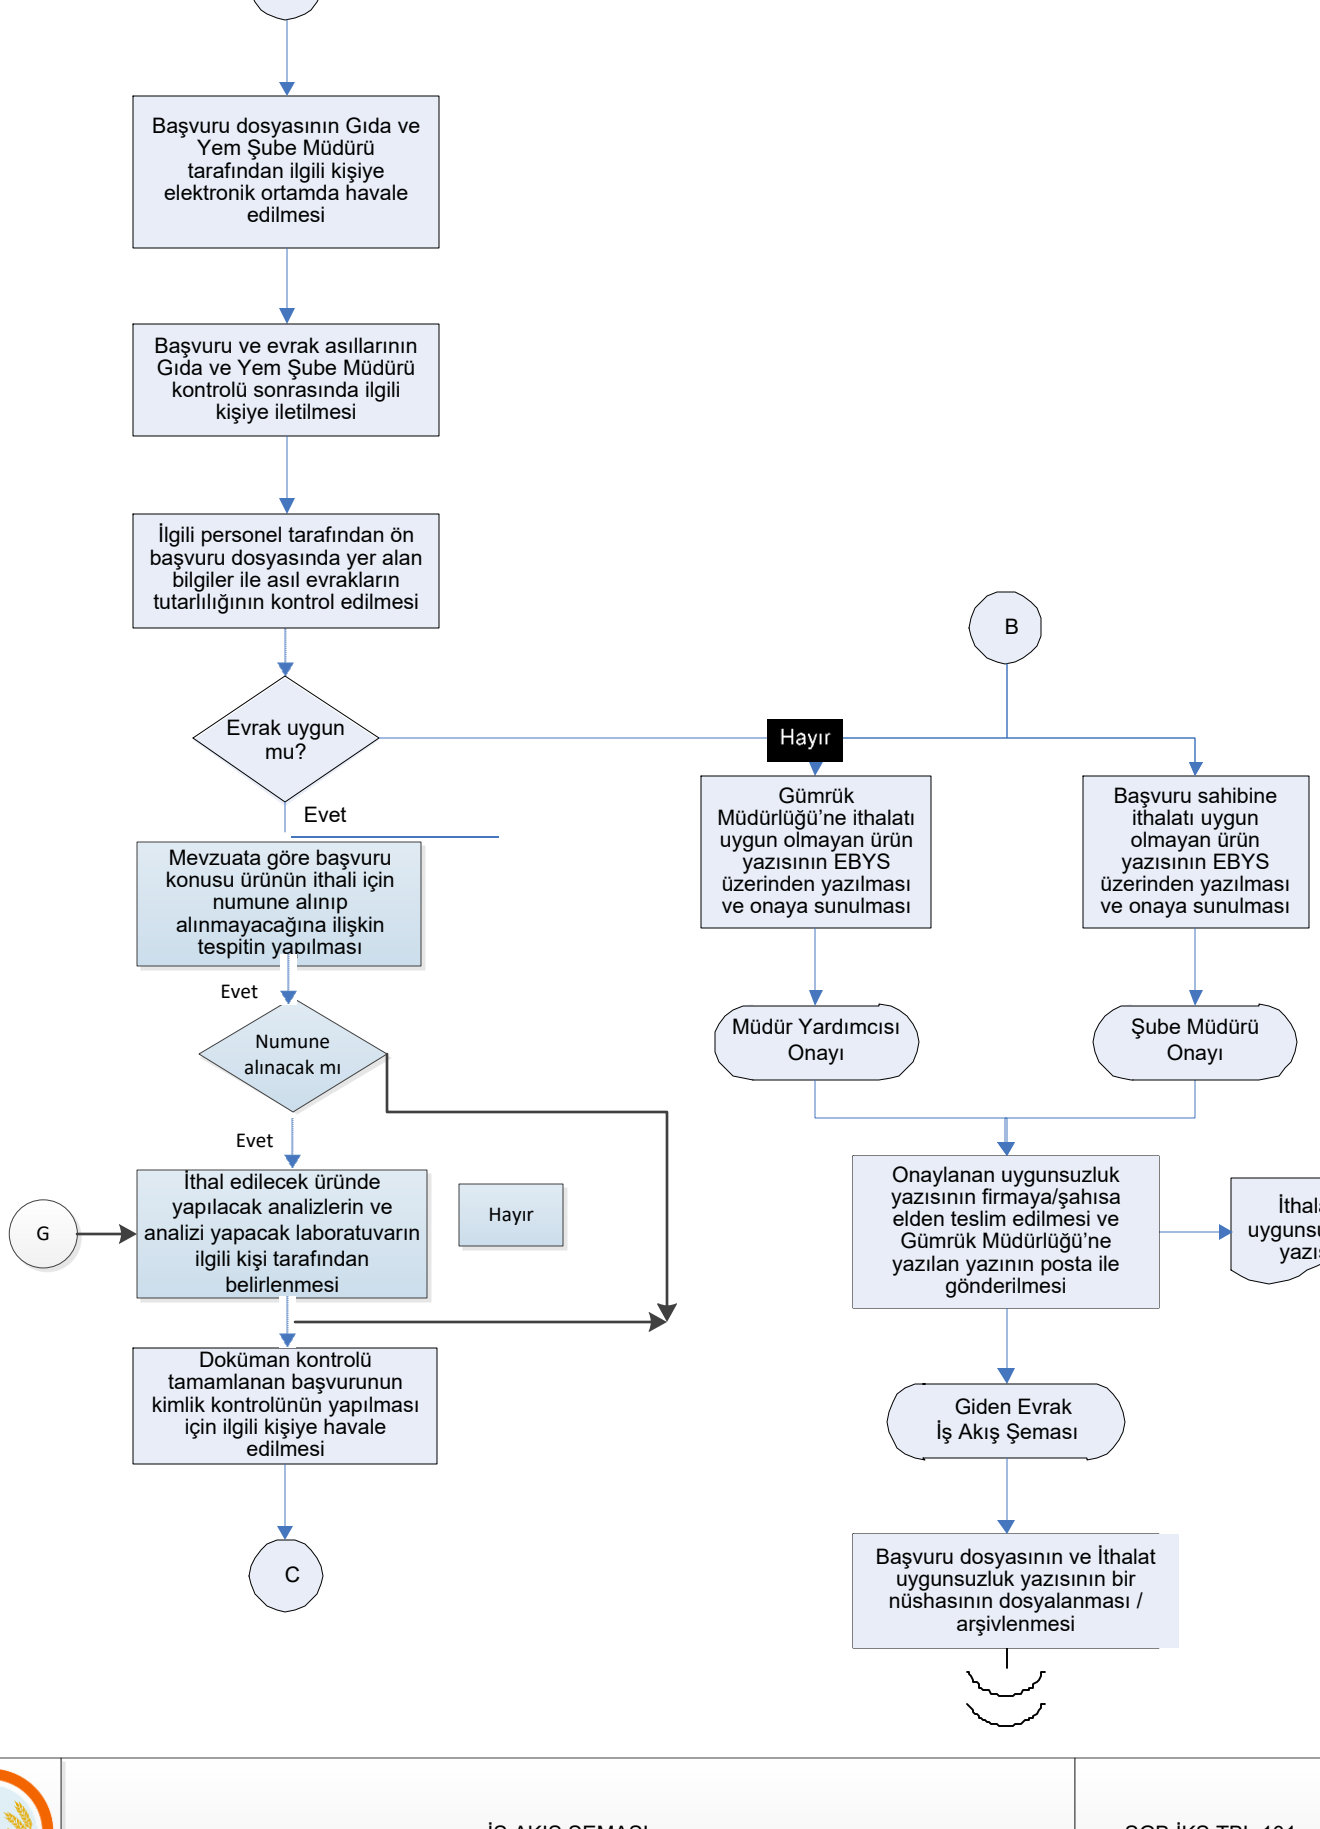 Başvuru dosyasının Gıda ve
Yem Şube Müdürü
tarafından ilgili kişiye
elektronik ortamda havale
edilmesi
Başvuru ve evrak asıllarının
Gıda ve Yem Şube Müdürü
kontrolü sonrasında ilgili
kişiye iletilmesi
İlgili personel tarafından ön
başvuru dosyasında yer alan
bilgiler ile asıl evrakların
tutarlılığının kontrol edilmesi
B
Evrak uygun
mu?
Hayır
Evet
Gümrük
Müdürlüğü’ne ithalatı
uygun olmayan ürün
yazısının EBYS
üzerinden yazılması
ve onaya sunulması
Başvuru sahibine
ithalatı uygun
olmayan ürün
yazısının EBYS
üzerinden yazılması
ve onaya sunulması
Mevzuata göre başvuru
konusu ürünün ithali için
numune alınıp
alınmayacağına ilişkin
tespitin yapılması
Evet
Numune
alınacak mı
Müdür Yardımcısı
Onayı
Şube Müdürü
Onayı
Evet
İthal edilecek üründe
yapılacak analizlerin ve
analizi yapacak laboratuvarın
ilgili kişi tarafından
belirlenmesi
G
Hayır
Onaylanan uygunsuzluk
yazısının firmaya/şahısa
elden teslim edilmesi ve
Gümrük Müdürlüğü’ne
yazılan yazının posta ile
gönderilmesi
Doküman kontrolü
tamamlanan başvurunun
kimlik kontrolünün yapılması
için ilgili kişiye havale
edilmesi
Giden Evrak
İş Akış Şeması
C
Başvuru dosyasının ve İthalat
uygunsuzluk yazısının bir
nüshasının dosyalanması /
arşivlenmesi
İŞ AKIŞ ŞEMASI